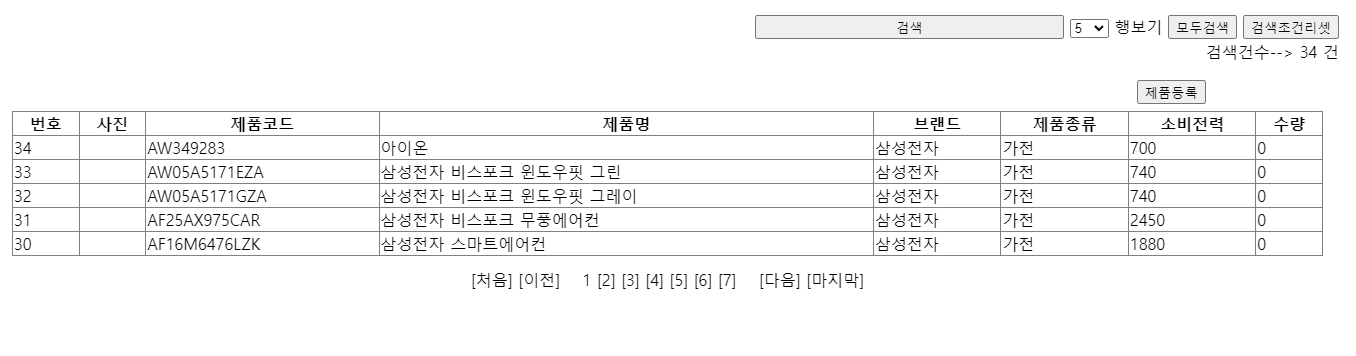 검색 5 행보기 모두검색 검색조건리셋
검색건수--> 34 건
제품등록
번호 사진 제품코드 제품명 브랜드 제품종류 소비전력 수량
34 AW349283 아이온 삼성전자 가전 700 0
33 AW05A5171EZA 삼성전자 비스포크 윈도우핏 그린 삼성전자 가전 740 0
32 AW05A5171GZA 삼성전자 비스포크 윈도우핏 그레이 삼성전자 가전 740 0
31 AF25AX975CAR 삼성전자 비스포크 무풍에어컨 삼성전자 가전 2450 0
30 AF16M6476LZK 삼성전자 스마트에어컨 삼성전자 가전 1880 0
[처음] [이전] 1 [2] [3] [4] [5] [6] [7] [다음] [마지막]